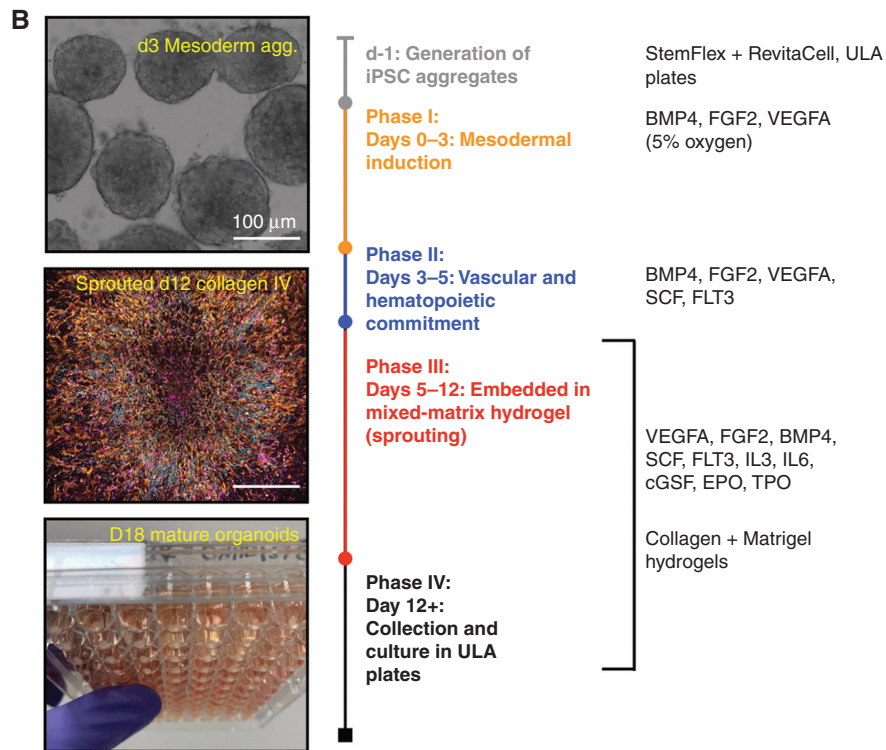 B
d3 Mesoderm agg.
100 µm
Sprouted d12 collagen IV
D18 mature organoids
d-1: Generation of
iPSC aggregates
StemFlex + RevitaCell, ULA
plates
Phase I:
Days 0–3: Mesodermal
induction
BMP4, FGF2, VEGFA
(5% oxygen)
Phase II:
Days 3–5: Vascular and
hematopoietic
commitment
BMP4, FGF2, VEGFA,
SCF, FLT3
Phase III:
Days 5–12: Embedded in
mixed-matrix hydrogel
(sprouting)
VEGFA, FGF2, BMP4,
SCF, FLT3, IL3, IL6,
cGSF, EPO, TPO
Collagen + Matrigel
hydrogels
Phase IV:
Day 12+:
Collection and
culture in ULA
plates